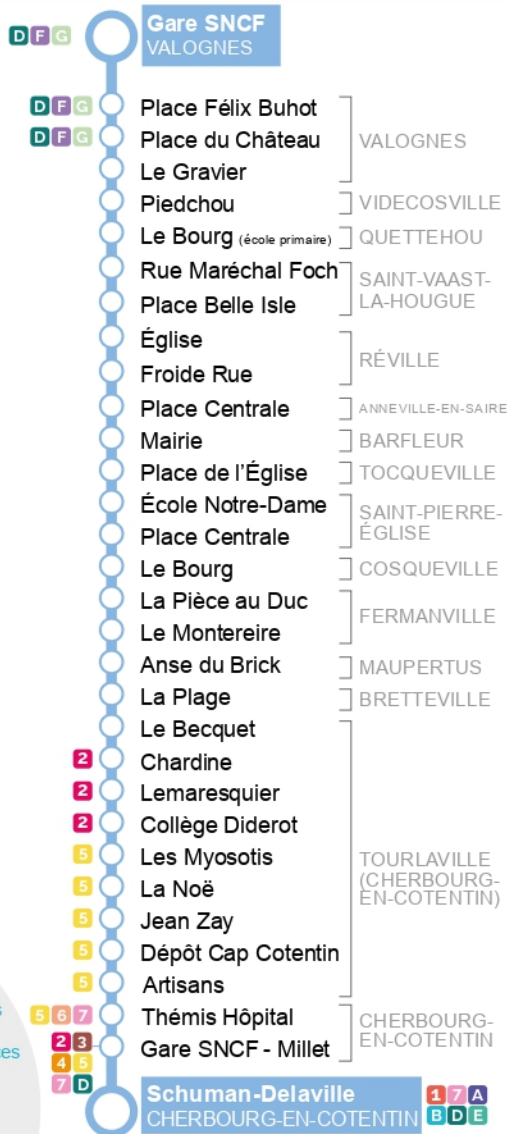 D F G Gare SNCF
VALOGNES
D F G Place Félix Buhot
D F G Place du Château
Le Gravier
VALOGNES
Piedchou
VIDECOSVILLE
Le Bourg (école primaire)
QUETTEHOU
Rue Maréchal Foch
Place Belle Isle
SAINT-VAAST-
LA-HOUGUE
Église
Froide Rue
RÉVILLE
Place Centrale
ANNEVILLE-EN-SAIRE
Mairie
BARFLEUR
Place de l'Église
TOCQUEVILLE
École Notre-Dame
Place Centrale
SAINT-PIERRE-
ÉGLISE
Le Bourg
COSQUEVILLE
La Pièce au Duc
Le Montereire
FERMANVILLE
Anse du Brick
MAUPERTUS
La Plage
BRETTEVILLE
Le Becquet
2 Chardine
2 Lemaresquier
2 Collège Diderot
5 Les Myosotis
5 La Noë
5 Jean Zay
5 Dépôt Cap Cotentin
5 Artisans
TOURLAVILLE
(CHERBOURG-
EN-COTENTIN)
5 6 7 Thémis Hôpital
2 3
4 5
7 D
Gare SNCF - Millet
CHERBOURG-
EN-COTENTIN
Schuman-Delaville
CHERBOURG-EN-COTENTIN
1 7 A
B D E